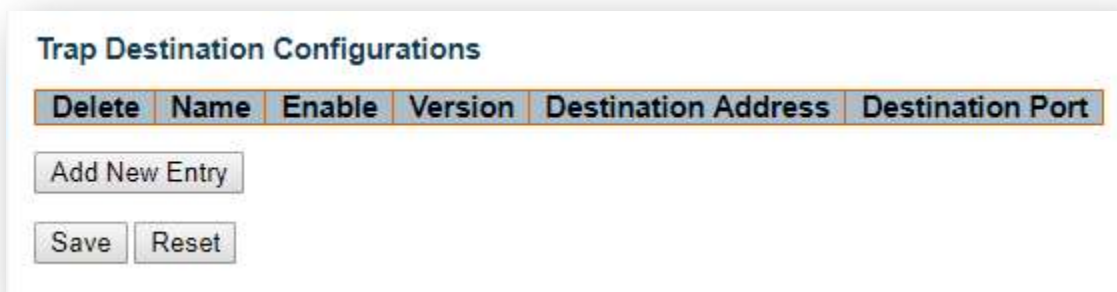 Trap Destination Configurations
Delete Name Enable Version Destination Address Destination Port
Add New Entry
Save Reset